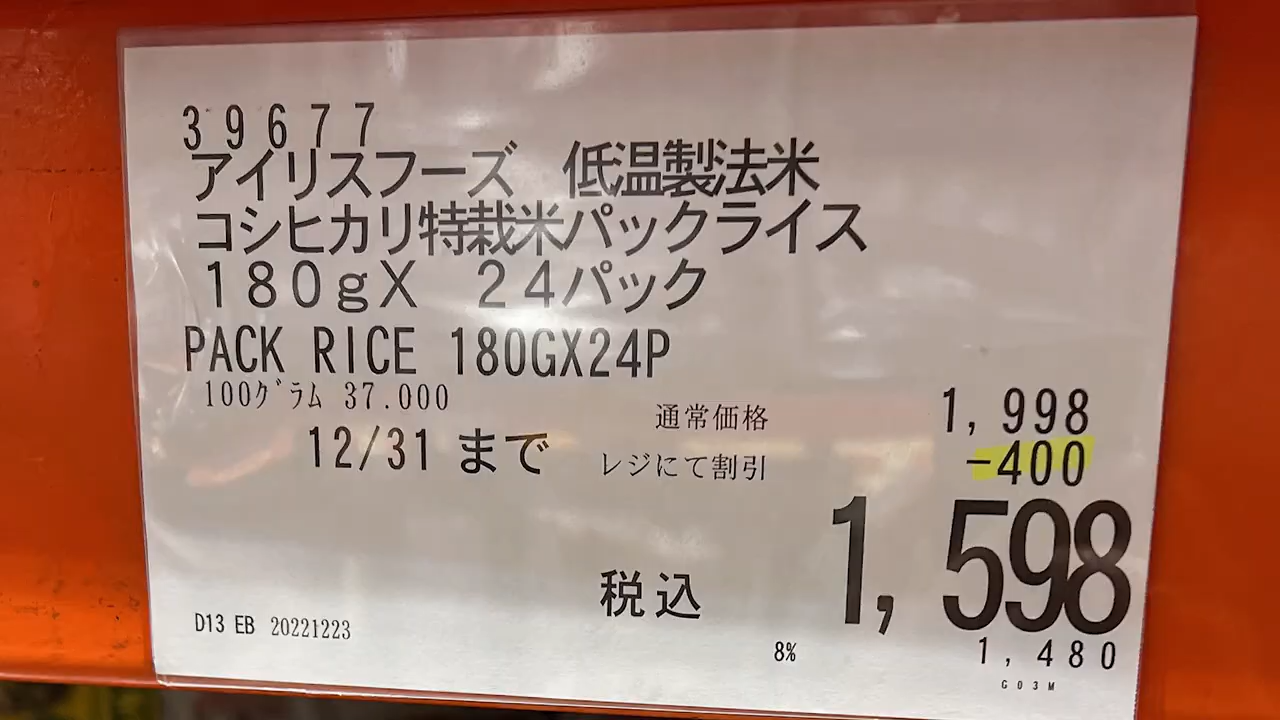 39677
アイリスフーズ 低温製法米
コシヒカリ特栽米パックライス
180gX 24パック
PACK RICE 180GX24P
100グラム 37.000
通常価格 1,998
12/31 まで レジにて割引 -400
税込 1,598
D13 EB 20221223
8% 1,480
G03M